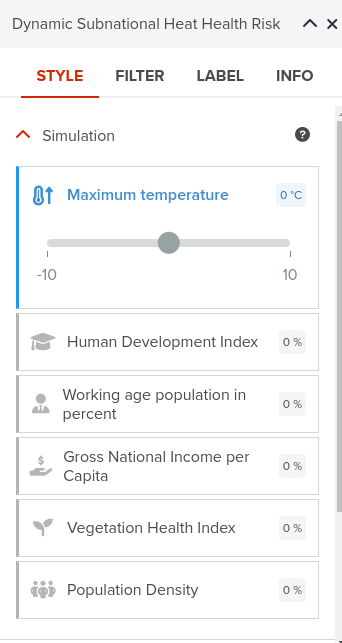 Dynamic Subnational Heat Health Risk
STYLE FILTER LABEL INFO
Simulation ?
Maximum temperature 0 °C
-10 10
Human Development Index 0 %
Working age population in
percent 0 %
Gross National Income per
Capita 0 %
Vegetation Health Index 0 %
Population Density 0 %